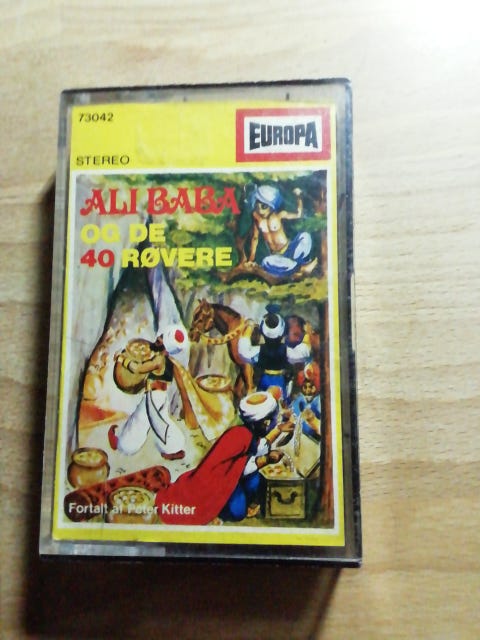 73042
EUROPA
STEREO
ALI BABA
OG DE
40 RØVERE
Fortalt af Peter Kitter